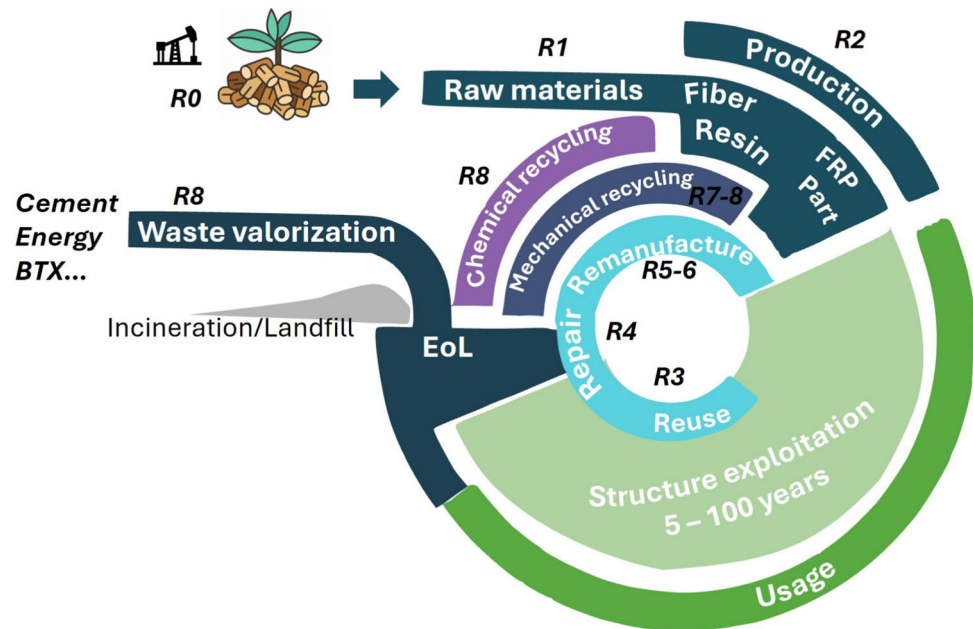 R0
R1
R2
Raw materials
Fiber
Resin
Production
FRP
Part
R8
Chemical recycling
Mechanical recycling
R7-8
Remanufacture
R5-6
Repair
R4
R3
Reuse
R8
Cement
Energy
BTX...
Waste valorization
Incineration/Landfill
EoL
Structure exploitation
5 – 100 years
Usage